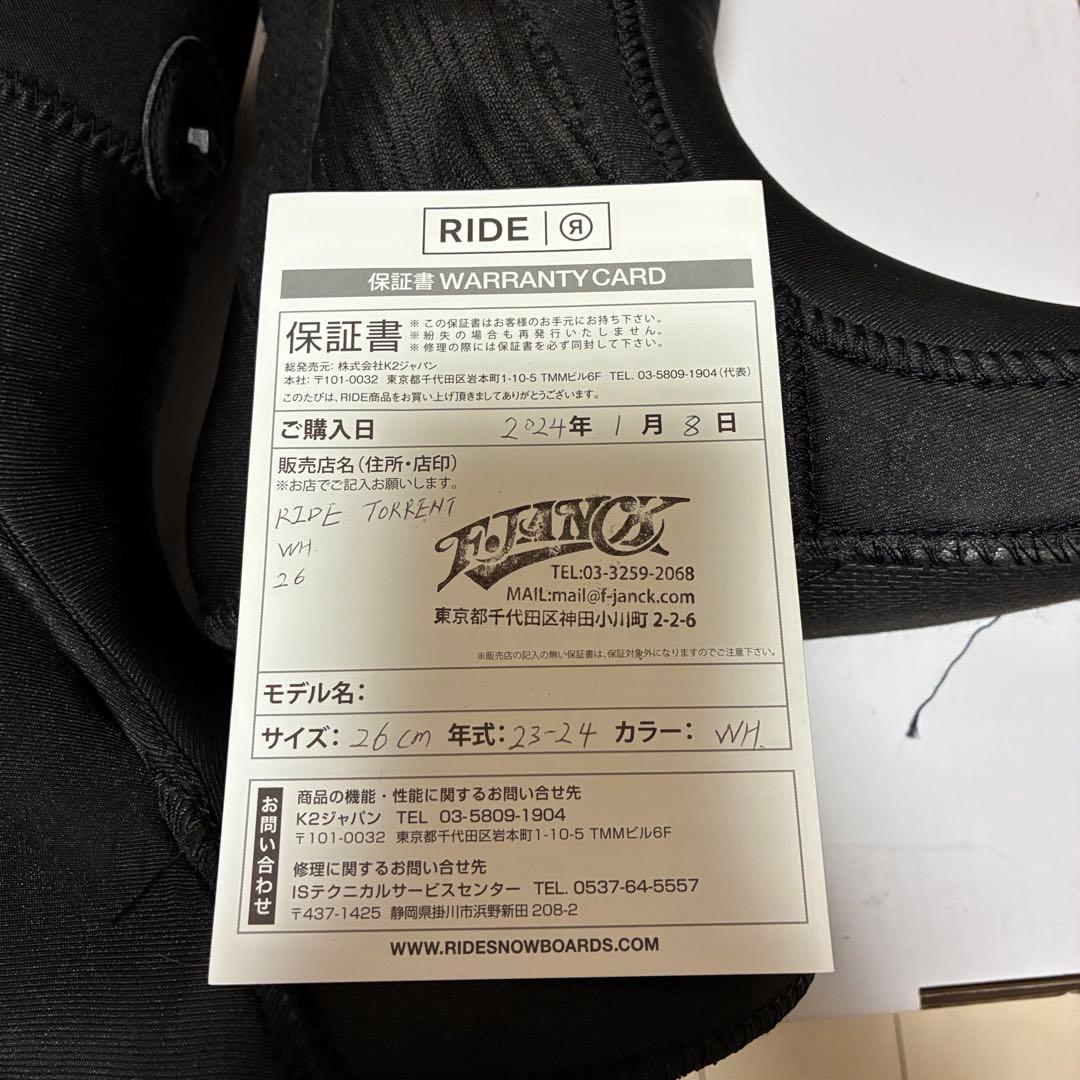 RIDE | R
保証書 WARRANTY CARD
保証書
※ この保証書はお客様のお手元にお持ち下さい。
※ 紛失の場合も再発行いたしません。
※ 修理の際には保証書を必ず同封して下さい。
総発売元: 株式会社K2ジャパン
本社: 〒101-0032 東京都千代田区岩本町1-10-5 TMMビル6F TEL. 03-5809-1904(代表)
このたびは、RIDE商品をお買い上げ頂きましてありがとうございます。
ご購入日 2024年 1月 8日
販売店名(住所・店印)
※お店でご記入お願いします。
RIDE TORRENT
WH.
26
F.JANCK
TEL:03-3259-2068
MAIL:mail@f-janck.com
東京都千代田区神田小川町 2-2-6
※販売店の記入の無い保証書は、保証対象外になりますのでご注意下さい。
モデル名:
サイズ: 26cm 年式: 23-24 カラー: WH.
お問い合わせ
商品の機能・性能に関するお問い合せ先
K2ジャパン TEL 03-5809-1904
〒101-0032 東京都千代田区岩本町1-10-5 TMMビル6F
修理に関するお問い合せ先
ISテクニカルサービスセンター TEL. 0537-64-5557
〒437-1425 静岡県掛川市浜野新田 208-2
WWW.RIDESNOWBOARDS.COM